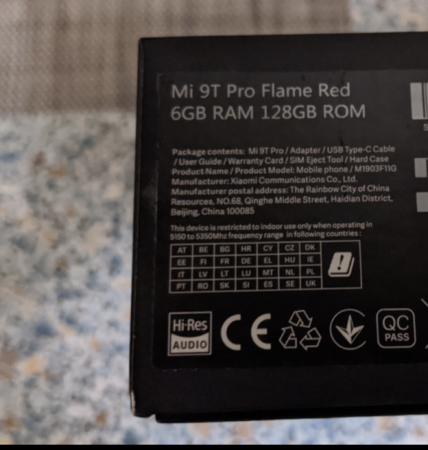 Mi 9T Pro Flame Red
6GB RAM 128GB ROM
Package contents: Mi 9T Pro / Adapter / USB Type-C Cable
/ User Guide / Warranty Card / SIM Eject Tool / Hard Case
Product Name / Product Model: Mobile phone / M1903F11G
Manufacturer: Xiaomi Communications Co., Ltd.
Manufacturer postal address: The Rainbow City of China
Resources, NO.68, Qinghe Middle Street, Haidian District,
Beijing, China 100085
This device is restricted to indoor use only when operating in
5150 to 5350Mhz frequency range in following countries :
AT BE BG HR CY CZ DK
EE FI FR DE EL HU IE
IT LV LT LU MT NL PL
PT RO SK SI ES SE UK
Hi-Res
AUDIO
CE
QC
PASS